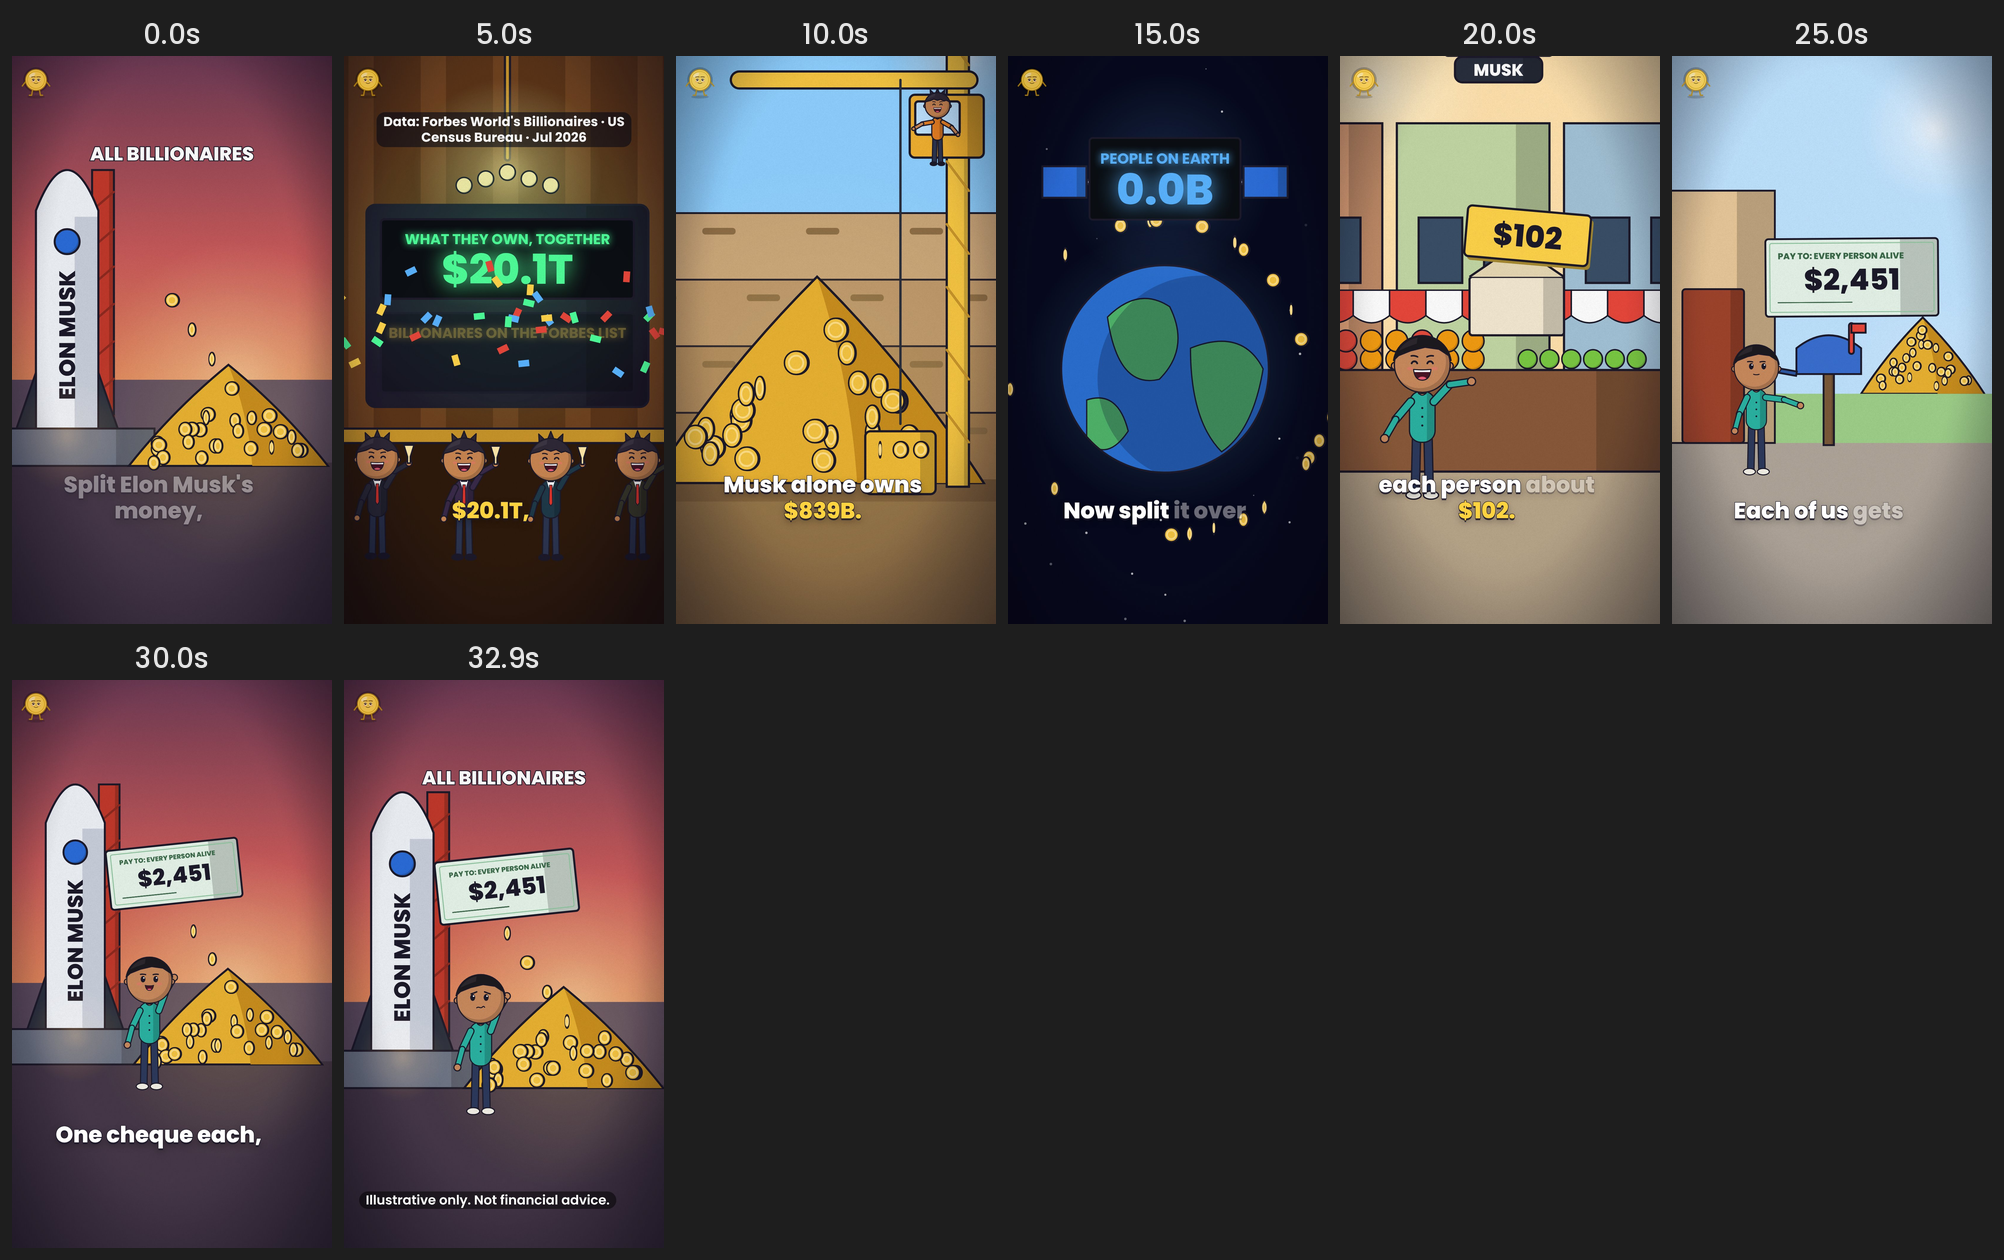 0.0s
5.0s
10.0s
15.0s
20.0s
25.0s
ALL BILLIONAIRES
ELON MUSK
Split Elon Musk's
money,
Data: Forbes World's Billionaires · US
Census Bureau · Jul 2026
WHAT THEY OWN, TOGETHER
$20.1T
BILLIONAIRES ON THE FORBES LIST
$20.1T,
Musk alone owns
$839B.
PEOPLE ON EARTH
0.0B
Now split it over
MUSK
$102
each person about
$102.
PAY TO: EVERY PERSON ALIVE
$2,451
Each of us gets
30.0s
32.9s
ELON MUSK
PAY TO: EVERY PERSON ALIVE
$2,451
One cheque each,
ALL BILLIONAIRES
ELON MUSK
PAY TO: EVERY PERSON ALIVE
$2,451
Illustrative only. Not financial advice.